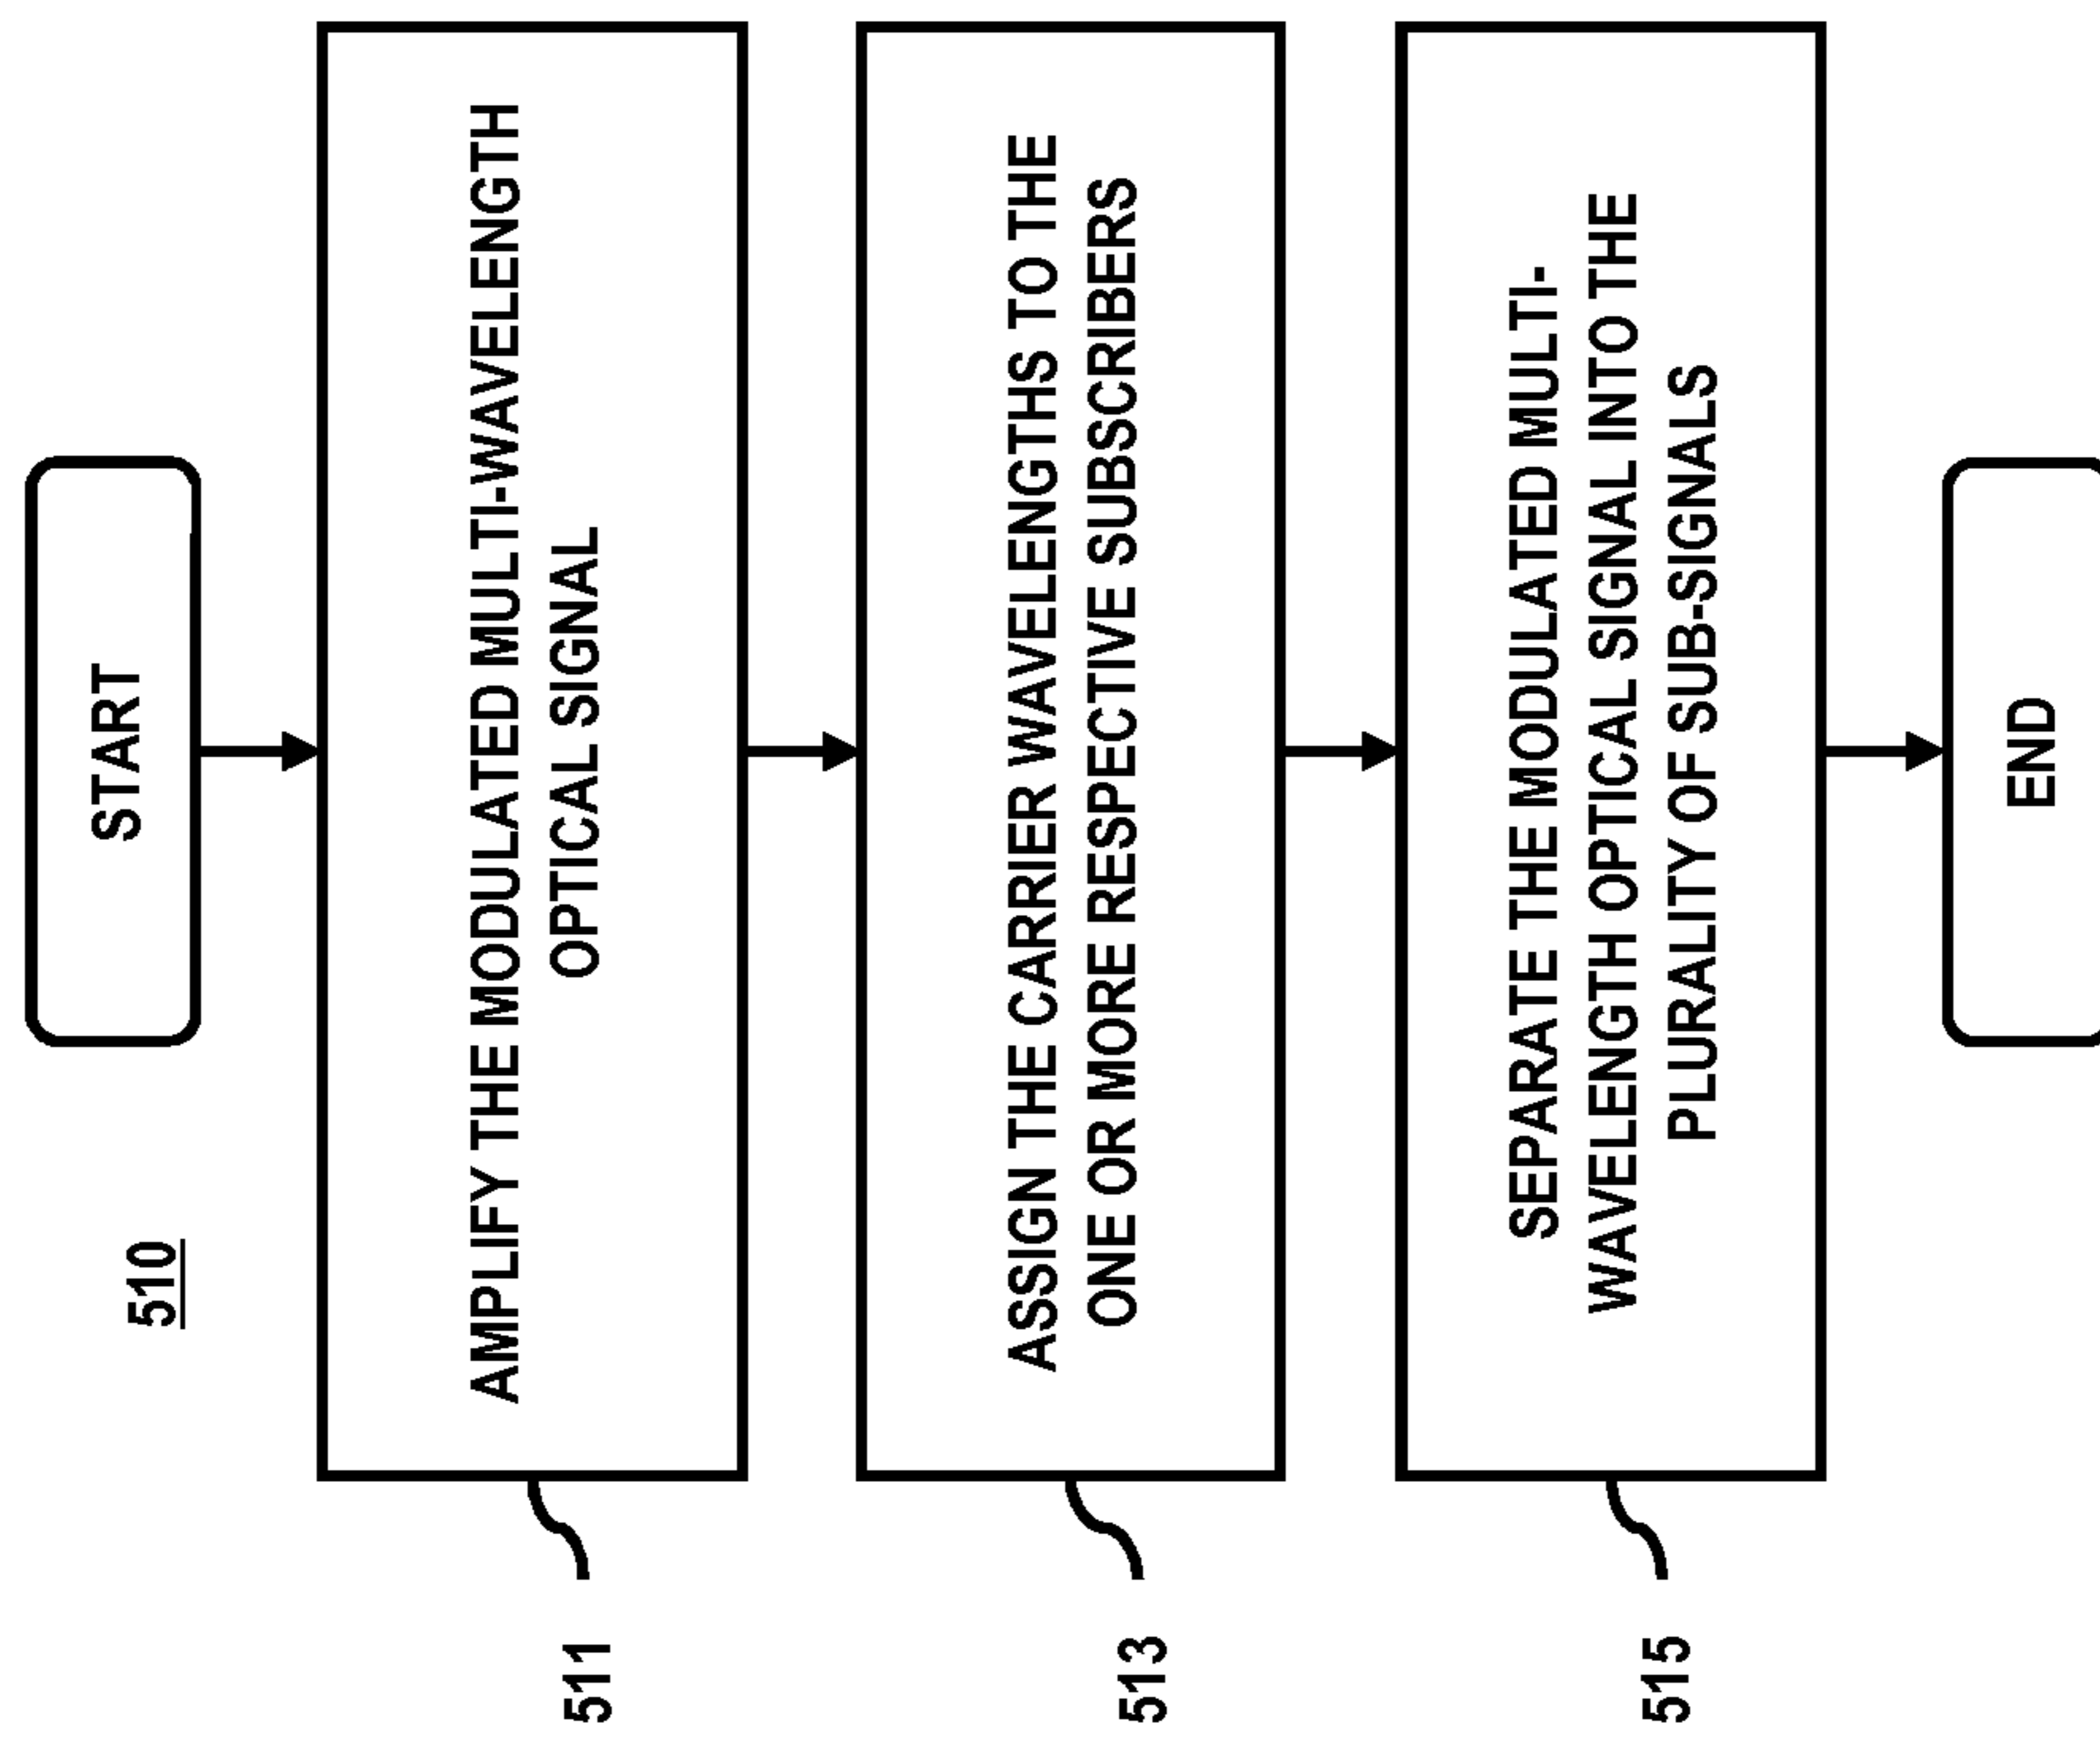 510
START
AMPLIFY THE MODULATED MULTI-WAVELENGTH
OPTICAL SIGNAL
511
ASSIGN THE CARRIER WAVELENGTHS TO THE
ONE OR MORE RESPECTIVE SUBSCRIBERS
513
SEPARATE THE MODULATED MULTI-
WAVELENGTH OPTICAL SIGNAL INTO THE
PLURALITY OF SUB-SIGNALS
515
END